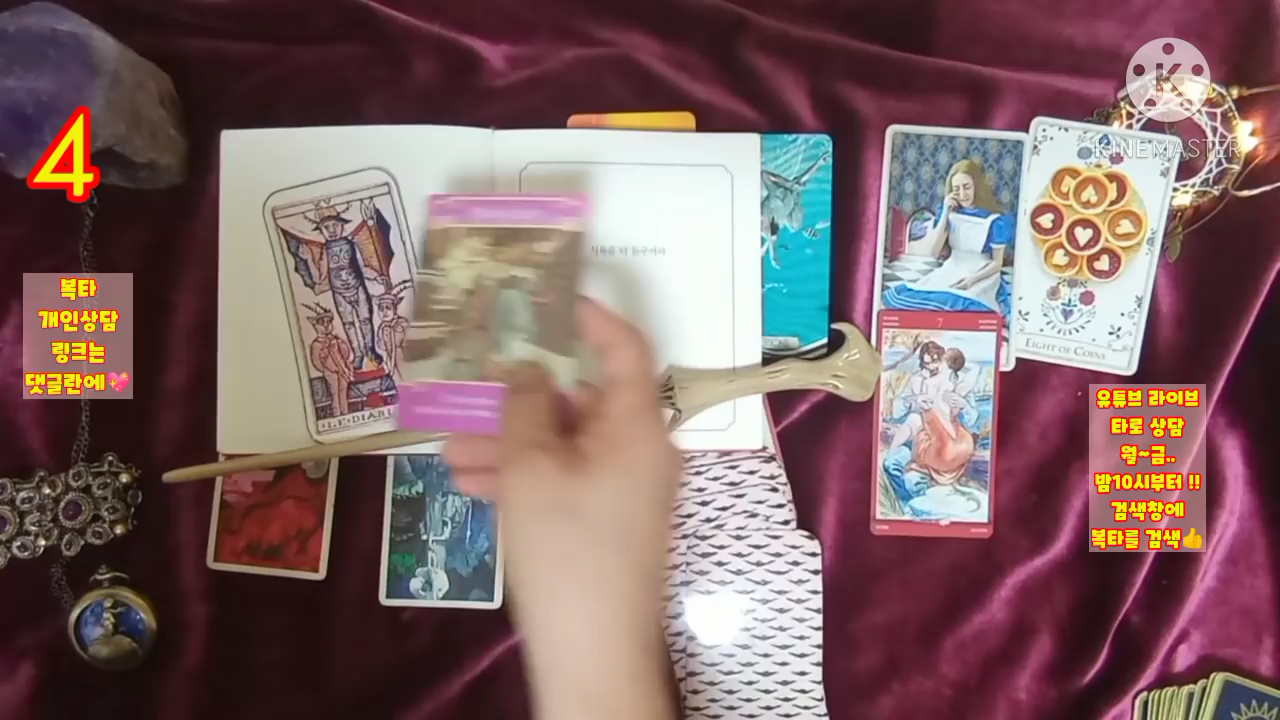 4
복타
개인상담
링크는
댓글란에💖
KINEMASTER
K
유튜브 라이브
타로 상담
월~금..
밤10시부터 !!
검색창에
복타를 검색👍
EIGHT OF COINS
7